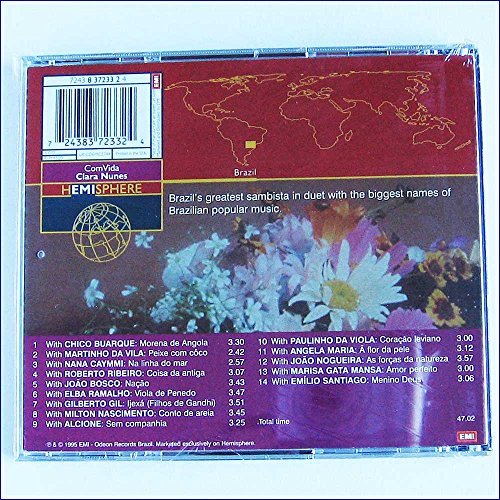 7243 8 37233 2 4
EMI
7 24383 72332 4
Brazil
ComVida
Clara Nunes
HEMISPHERE
Brazil's greatest sambista in duet with the biggest names of
Brazilian popular music.
1 With CHICO BUARQUE: Morena de Angola 3.30
2 With MARTINHO DA VILA: Peixe com côco 2.42
3 With NANA CAYMMI: Na linha do mar 2.57
4 With ROBERTO RIBEIRO: Coisa da antiga 3.07
5 With JOÃO BOSCO: Nação 3.43
6 With ELBA RAMALHO: Viola de Penedo 3.47
7 With GILBERTO GIL: Ijexá (Filhos de Gandhi) 3.51
8 With MILTON NASCIMENTO: Conto de areia 3.45
9 With ALCIONE: Sem companhia 3.25
10 With PAULINHO DA VIOLA: Coração leviano 3.00
11 With ANGELA MARIA: À flor da pele 3.12
12 With JOÃO NOGUEIRA: As forças da natureza 3.57
13 With MARISA GATA MANSA: Amor perfeito 3.00
14 With EMÍLIO SANTIAGO: Menino Deus 3.06
Total time 47.02
℗ & © 1995 EMI - Odeon Records Brazil. Marketed exclusively on Hemisphere.
EMI